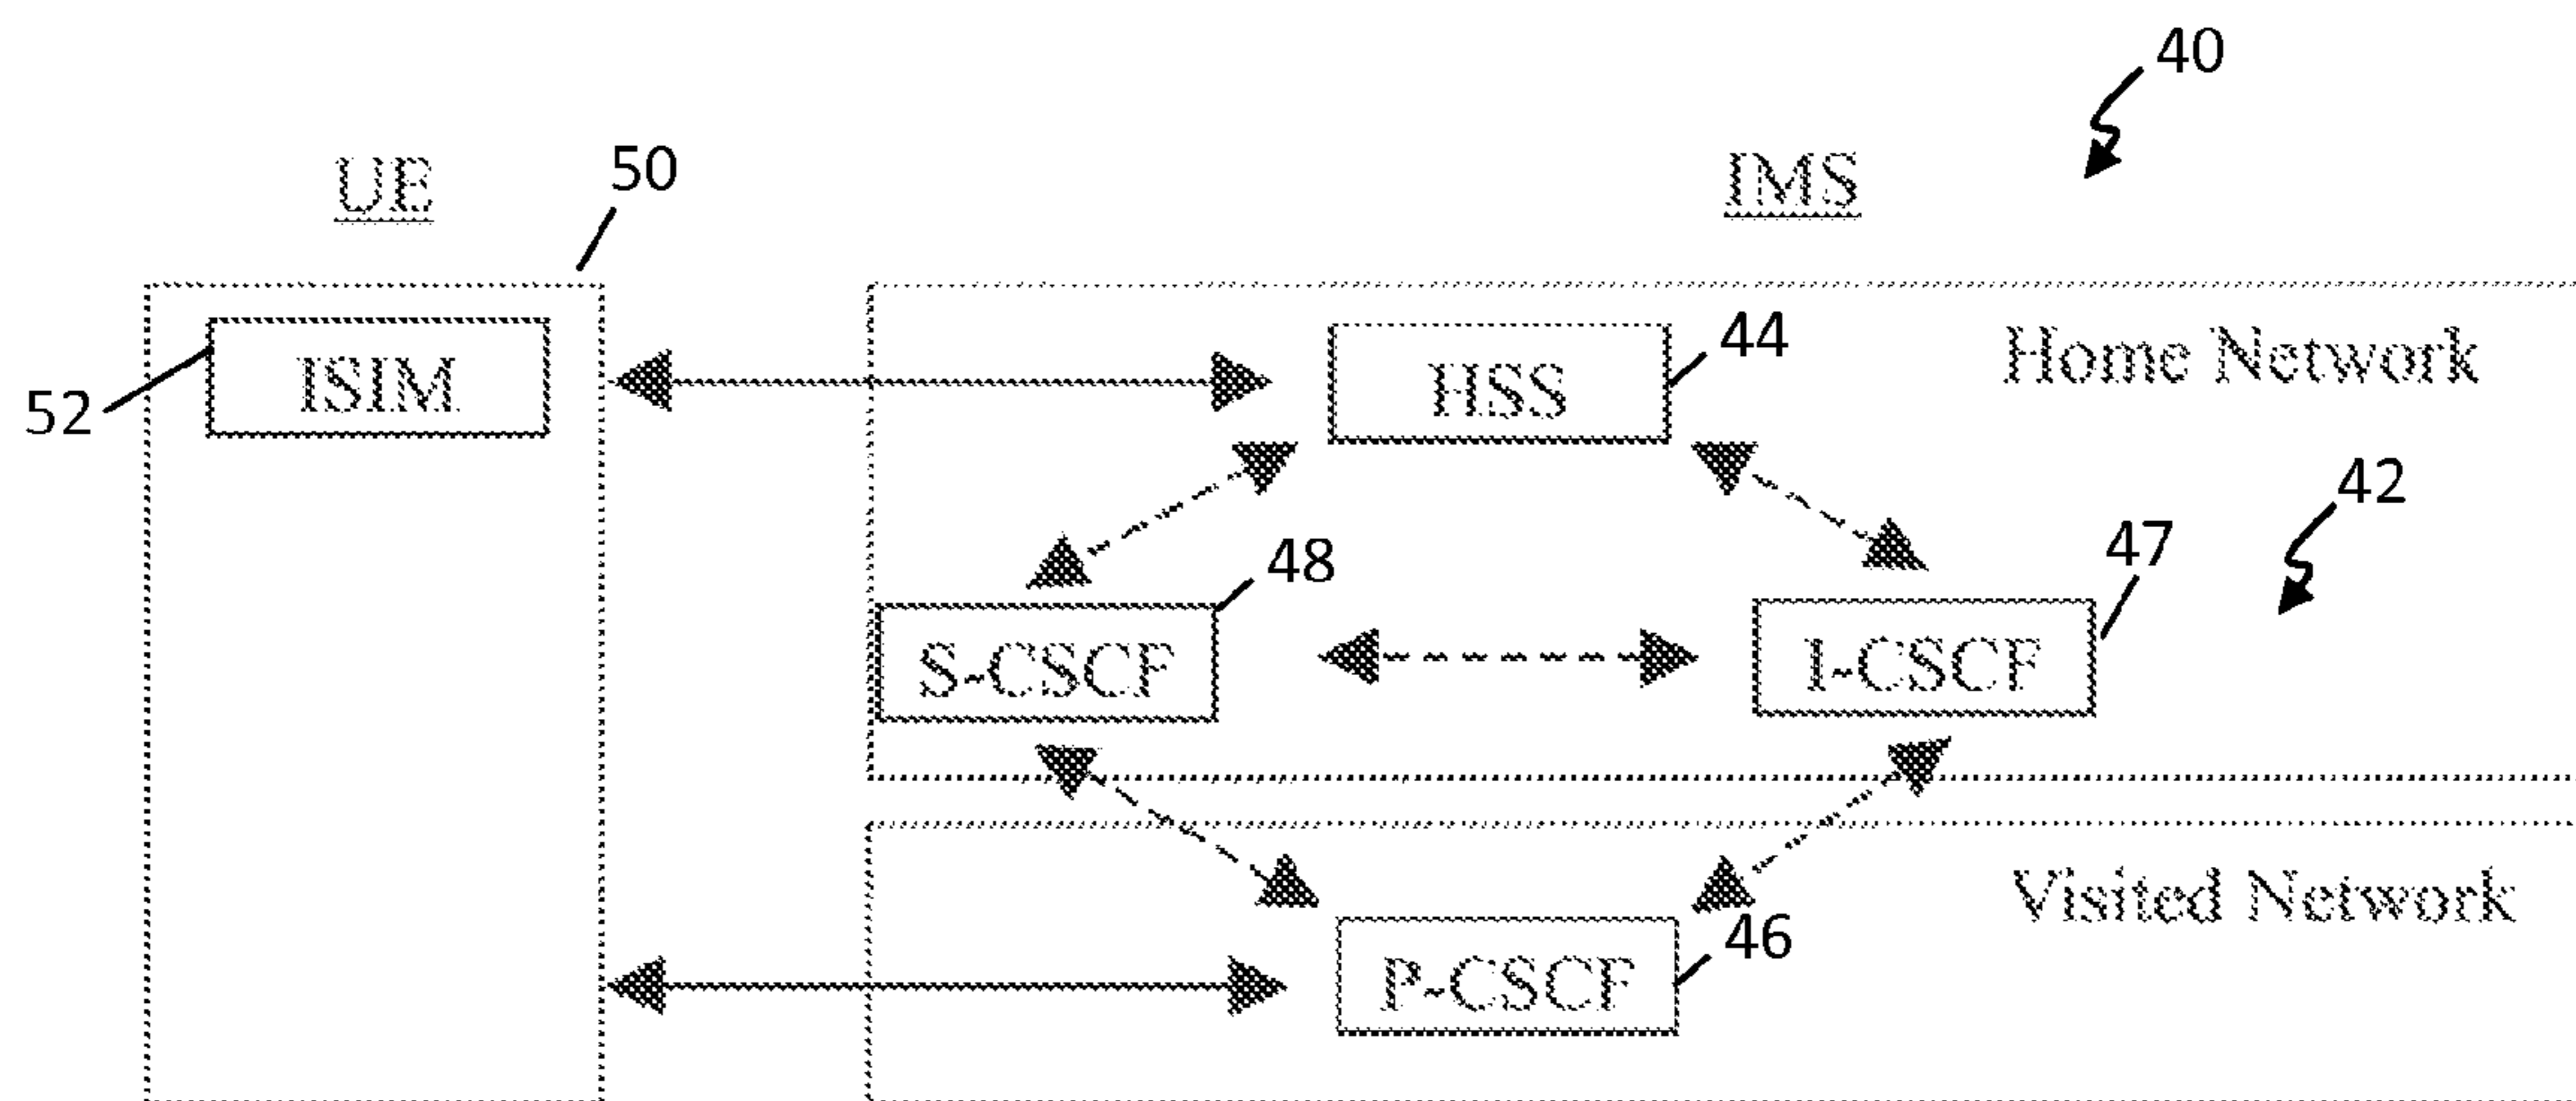 40
UE
50
IMS
ISIM
52
HSS
44
Home Network
42
S-CSCF
48
I-CSCF
47
Visited Network
P-CSCF
46